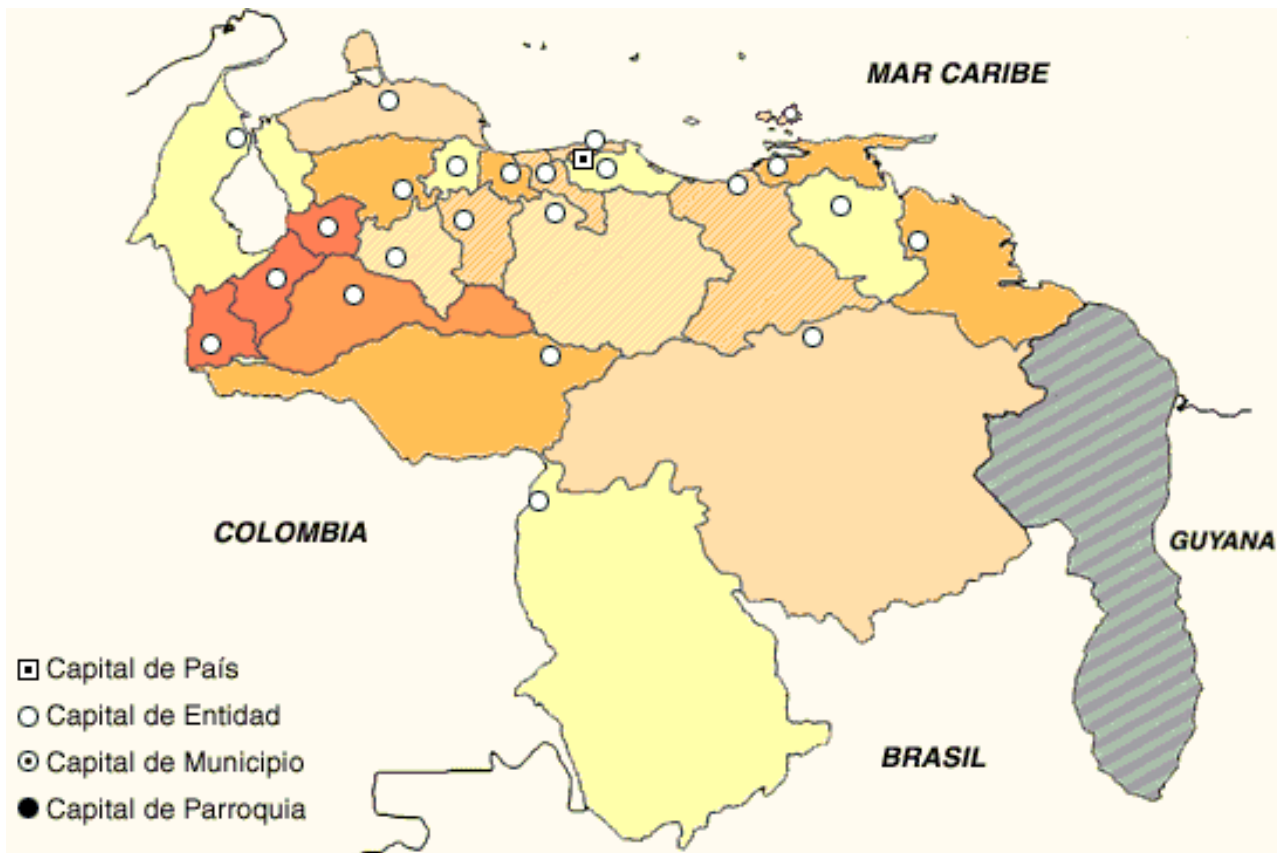 MAR CARIBE
COLOMBIA
GUYANA
Capital de País
Capital de Entidad
BRASIL
Capital de Municipio
Capital de Parroquia